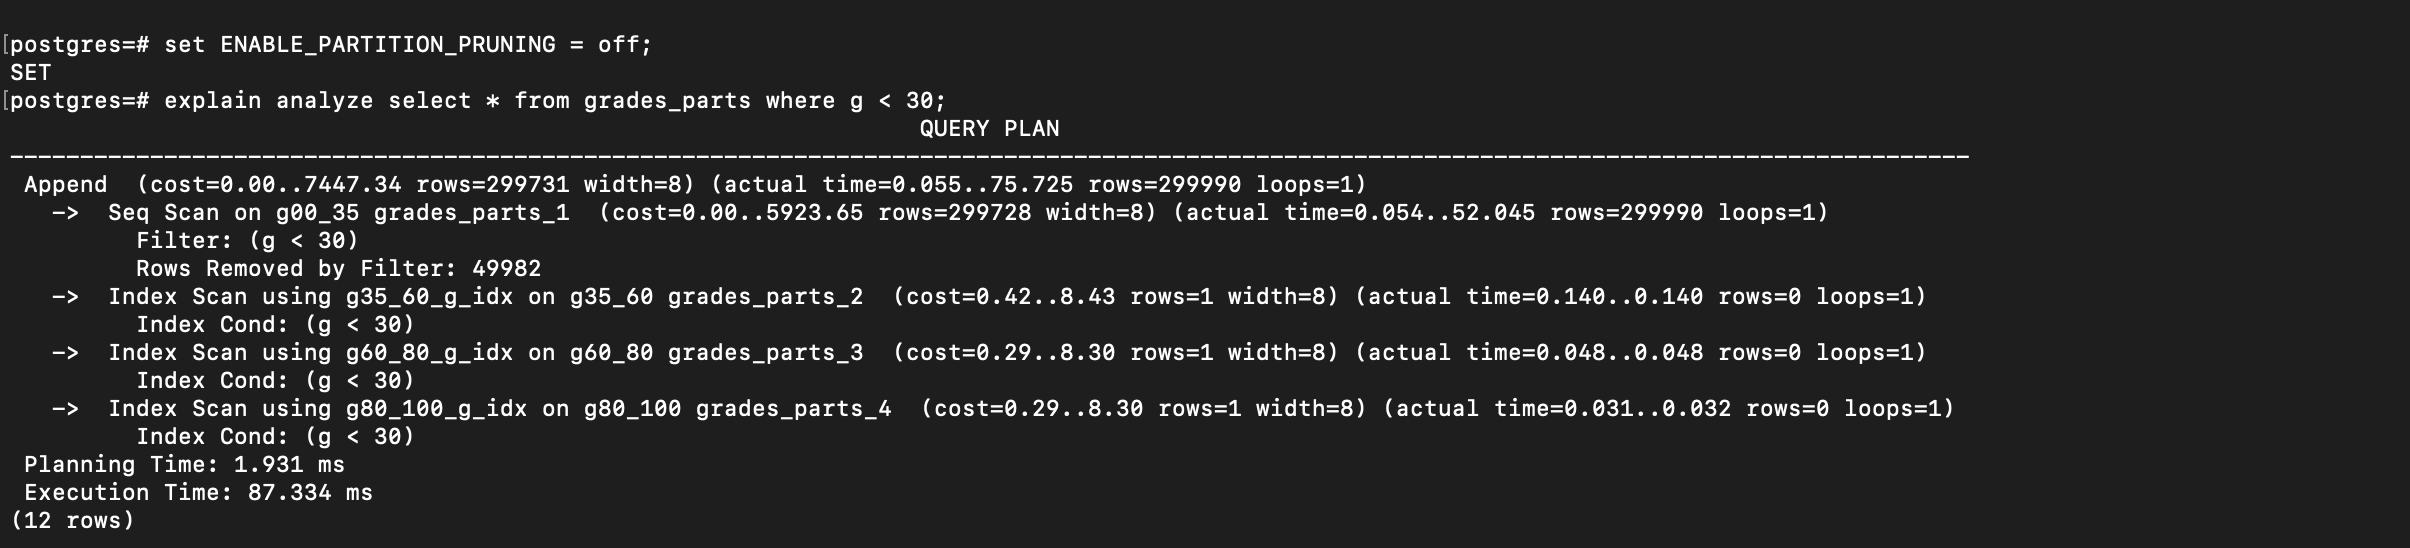 [postgres=# set ENABLE_PARTITION_PRUNING = off;
SET
[postgres=# explain analyze select * from grades_parts where g < 30;
QUERY PLAN
--------------------------------------------------------------------------------------------------------------------------------------------
Append  (cost=0.00..7447.34 rows=299731 width=8) (actual time=0.055..75.725 rows=299990 loops=1)
  ->  Seq Scan on g00_35 grades_parts_1  (cost=0.00..5923.65 rows=299728 width=8) (actual time=0.054..52.045 rows=299990 loops=1)
        Filter: (g < 30)
        Rows Removed by Filter: 49982
  ->  Index Scan using g35_60_g_idx on g35_60 grades_parts_2  (cost=0.42..8.43 rows=1 width=8) (actual time=0.140..0.140 rows=0 loops=1)
        Index Cond: (g < 30)
  ->  Index Scan using g60_80_g_idx on g60_80 grades_parts_3  (cost=0.29..8.30 rows=1 width=8) (actual time=0.048..0.048 rows=0 loops=1)
        Index Cond: (g < 30)
  ->  Index Scan using g80_100_g_idx on g80_100 grades_parts_4  (cost=0.29..8.30 rows=1 width=8) (actual time=0.031..0.032 rows=0 loops=1)
        Index Cond: (g < 30)
Planning Time: 1.931 ms
Execution Time: 87.334 ms
(12 rows)